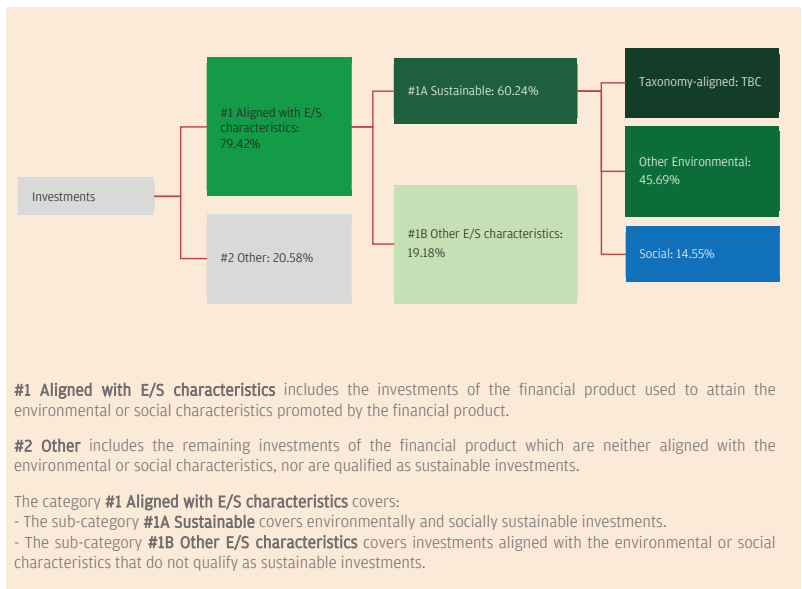 Investments
#1 Aligned with E/S
characteristics:
79.42%
#2 Other: 20.58%
#1A Sustainable: 60.24%
#1B Other E/S characteristics:
19.18%
Taxonomy-aligned: TBC
Other Environmental:
45.69%
Social: 14.55%
#1 Aligned with E/S characteristics includes the investments of the financial product used to attain the
environmental or social characteristics promoted by the financial product.
#2 Other includes the remaining investments of the financial product which are neither aligned with the
environmental or social characteristics, nor are qualified as sustainable investments.
The category #1 Aligned with E/S characteristics covers:
- The sub-category #1A Sustainable covers environmentally and socially sustainable investments.
- The sub-category #1B Other E/S characteristics covers investments aligned with the environmental or social
characteristics that do not qualify as sustainable investments.